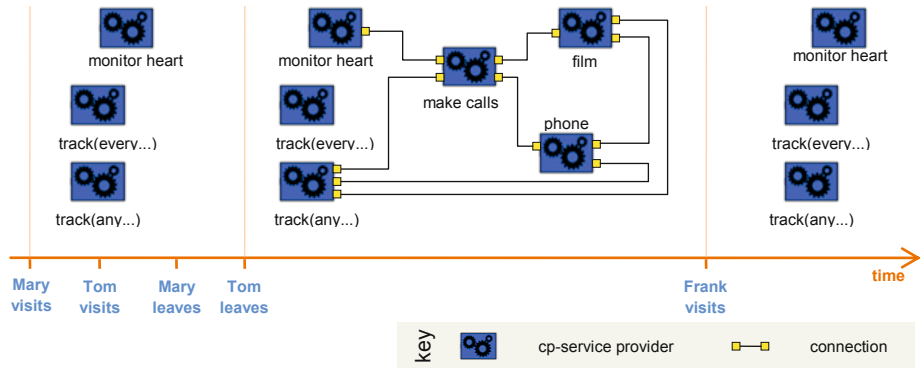 monitor heart
track(every...)
track(any...)
monitor heart
track(every...)
track(any...)
make calls
film
phone
monitor heart
track(every...)
track(any...)
time
Mary
visits
Tom
visits
Mary
leaves
Tom
leaves
Frank
visits
key
cp-service provider
connection